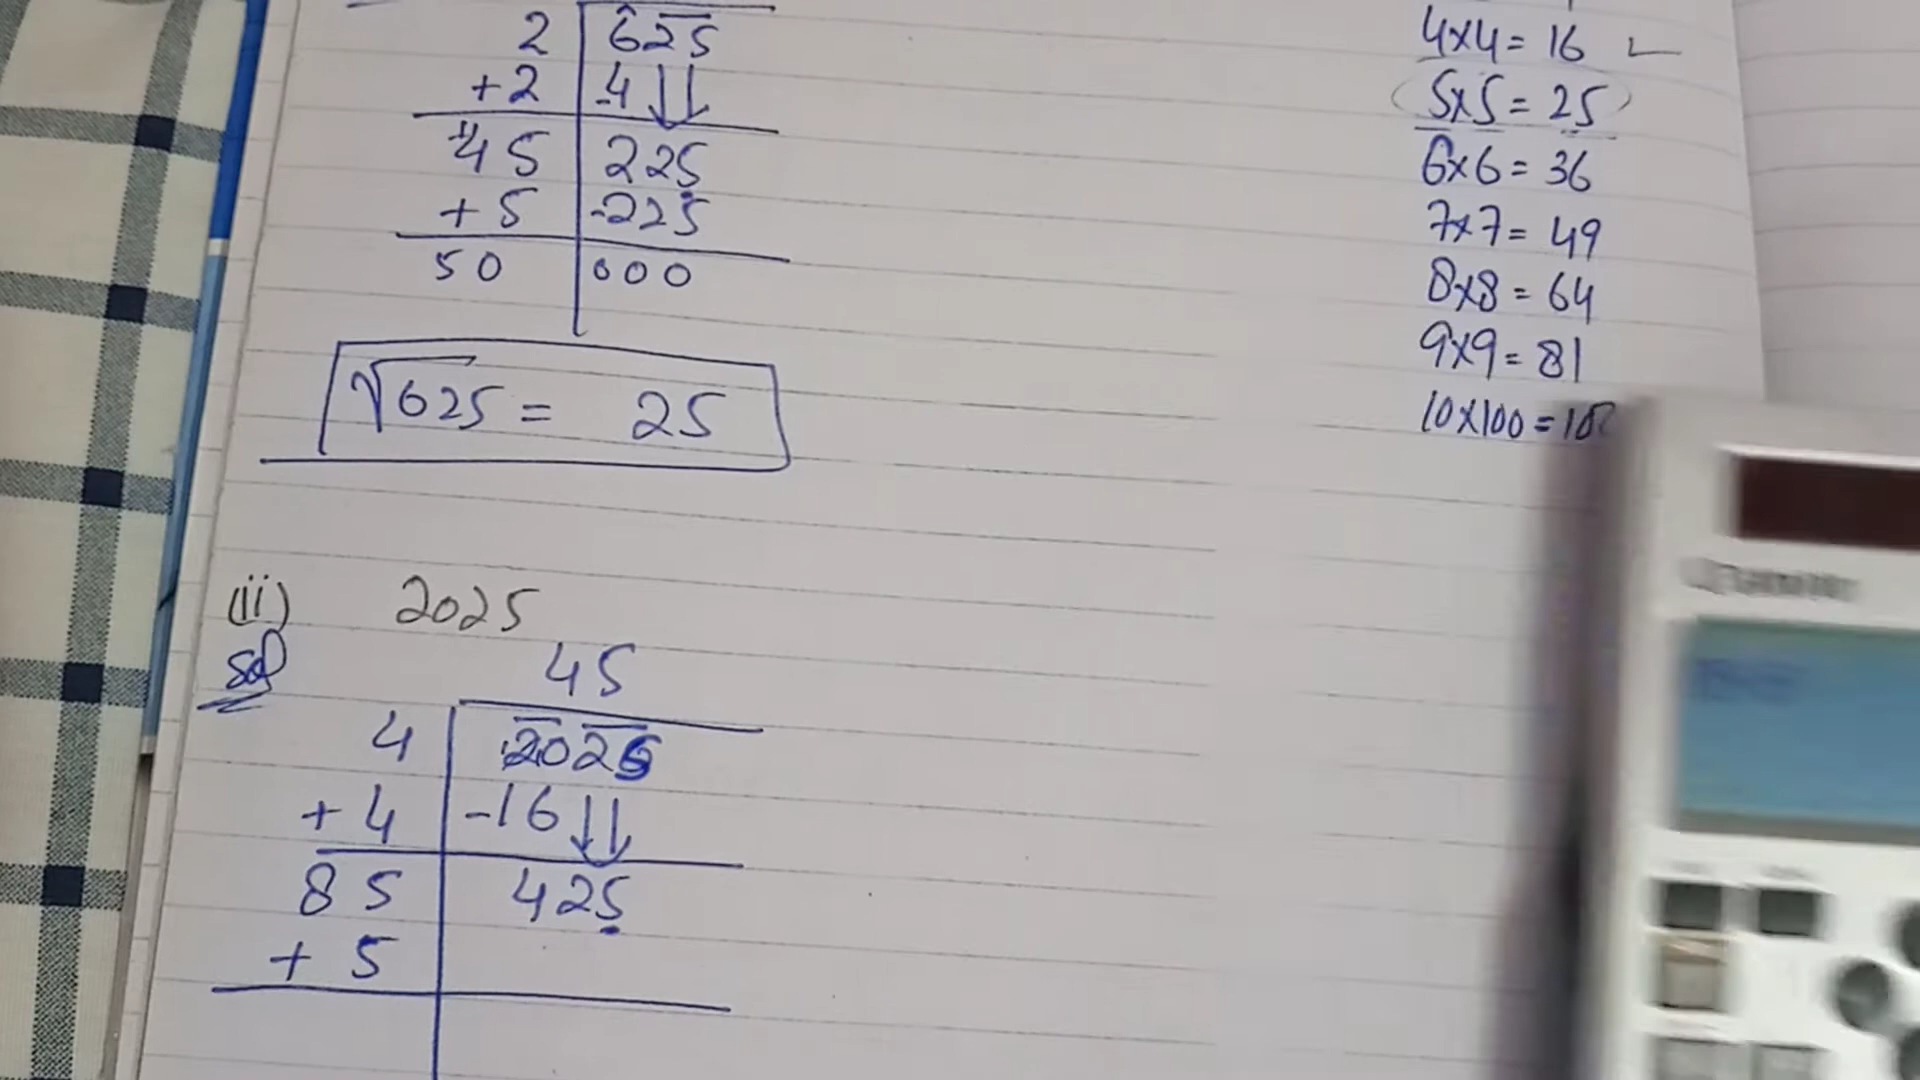 2 625
+2 -4 ↓↓
45 225
+5 -225
50 000
√625 = 25
4x4= 16
5x5= 25
6x6= 36
7x7= 49
8x8= 64
9x9= 81
10x100=10
(ii) 2025
Sol
45
4 2025
+4 -16 ↓↓
85 425
+ 5